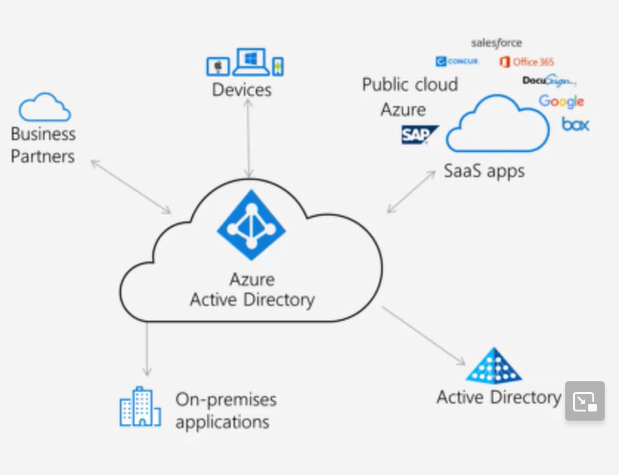 salesforce
CONCUR
Office 365
Devices
Public cloud
DocuSign
Azure
Google
SAP
box
Business
Partners
SaaS apps
Azure
Active Directory
Active Directory
On-premises
applications